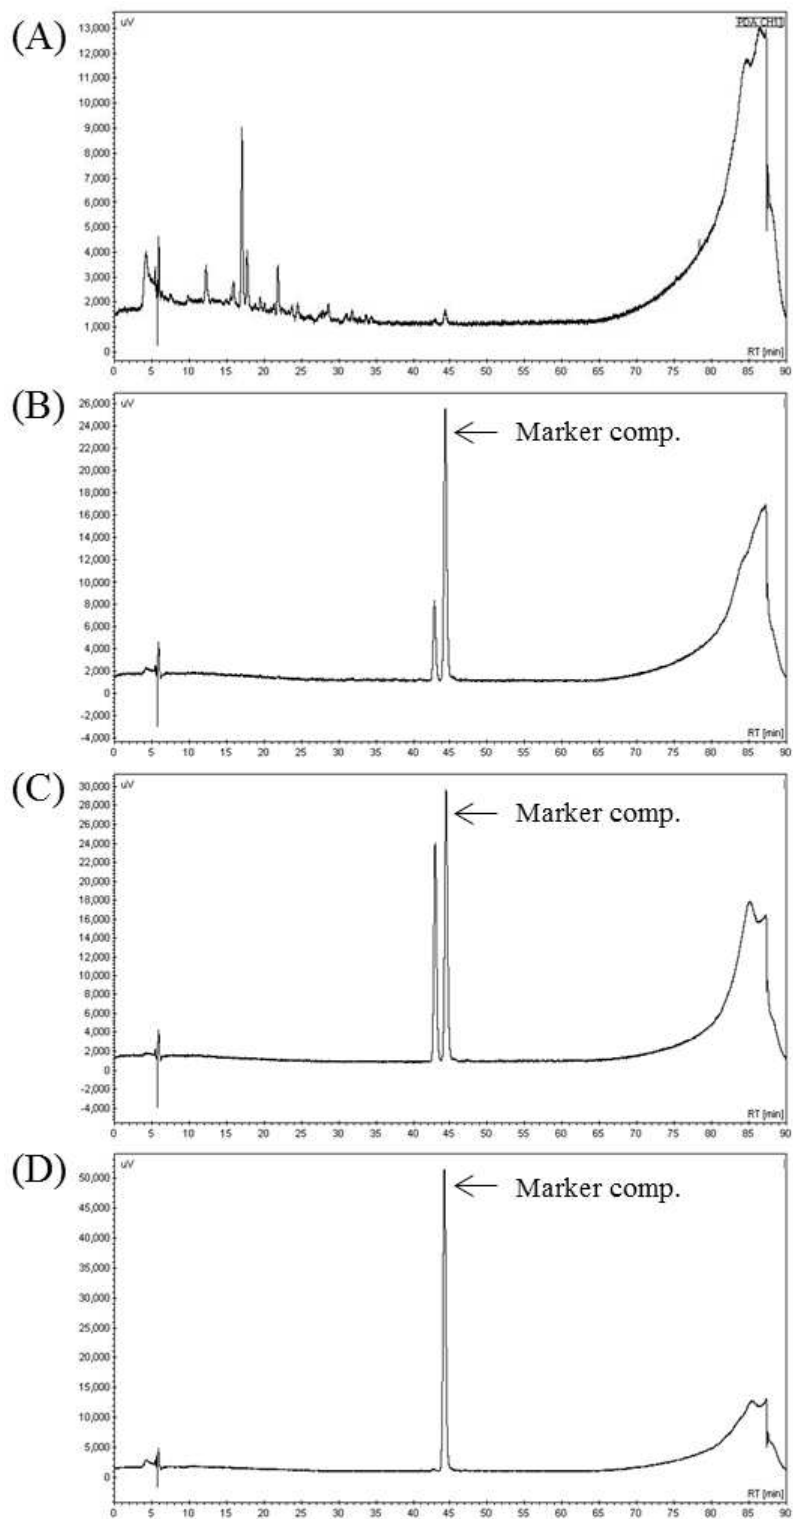 (A)
uV
PDA CH1
13,000
12,000
11,000
10,000
9,000
8,000
7,000
6,000
5,000
4,000
3,000
2,000
1,000
0
RT [min]
0 5 10 15 20 25 30 35 40 45 50 55 60 65 70 75 80 85 90
(B)
uV
26,000
24,000
22,000
20,000
18,000
16,000
14,000
12,000
10,000
8,000
6,000
4,000
2,000
0
-2,000
-4,000
Marker comp.
RT [min]
0 5 10 15 20 25 30 35 40 45 50 55 60 65 70 75 80 85 90
(C)
uV
30,000
28,000
26,000
24,000
22,000
20,000
18,000
16,000
14,000
12,000
10,000
8,000
6,000
4,000
2,000
0
-2,000
-4,000
Marker comp.
RT [min]
0 5 10 15 20 25 30 35 40 45 50 55 60 65 70 75 80 85 90
(D)
uV
50,000
45,000
40,000
35,000
30,000
25,000
20,000
15,000
10,000
5,000
0
Marker comp.
RT [min]
0 5 10 15 20 25 30 35 40 45 50 55 60 65 70 75 80 85 90